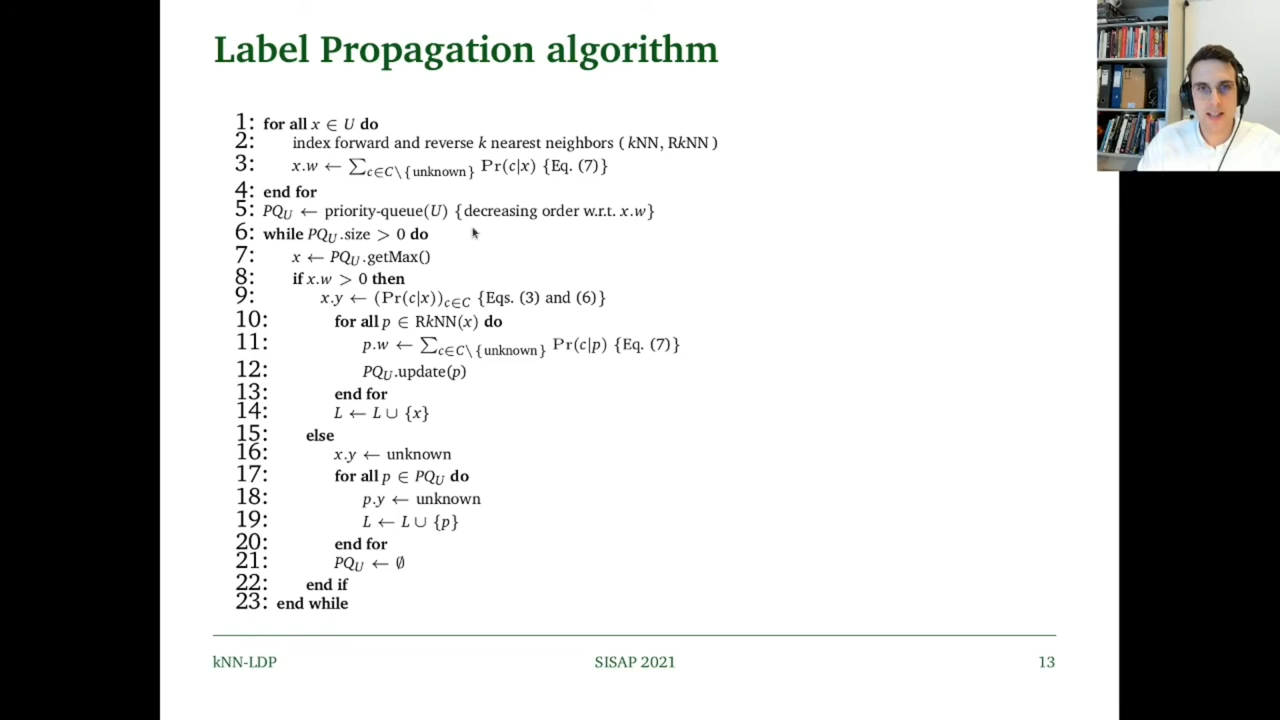 Label Propagation algorithm
1: for all x ∈ U do
2: index forward and reverse k nearest neighbors ( kNN, RkNN )
3: x.w ← ∑c∈C\{unknown} Pr(c|x) {Eq. (7)}
4: end for
5: PQU ← priority-queue(U) {decreasing order w.r.t. x.w}
6: while PQU.size > 0 do
7: x ← PQU.getMax()
8: if x.w > 0 then
9: x.y ← (Pr(c|x))c∈C {Eqs. (3) and (6)}
10: for all p ∈ RkNN(x) do
11: p.w ← ∑c∈C\{unknown} Pr(c|p) {Eq. (7)}
12: PQU.update(p)
13: end for
14: L ← L ∪ {x}
15: else
16: x.y ← unknown
17: for all p ∈ PQU do
18: p.y ← unknown
19: L ← L ∪ {p}
20: end for
21: PQU ← ∅
22: end if
23: end while
kNN-LDP SISAP 2021 13